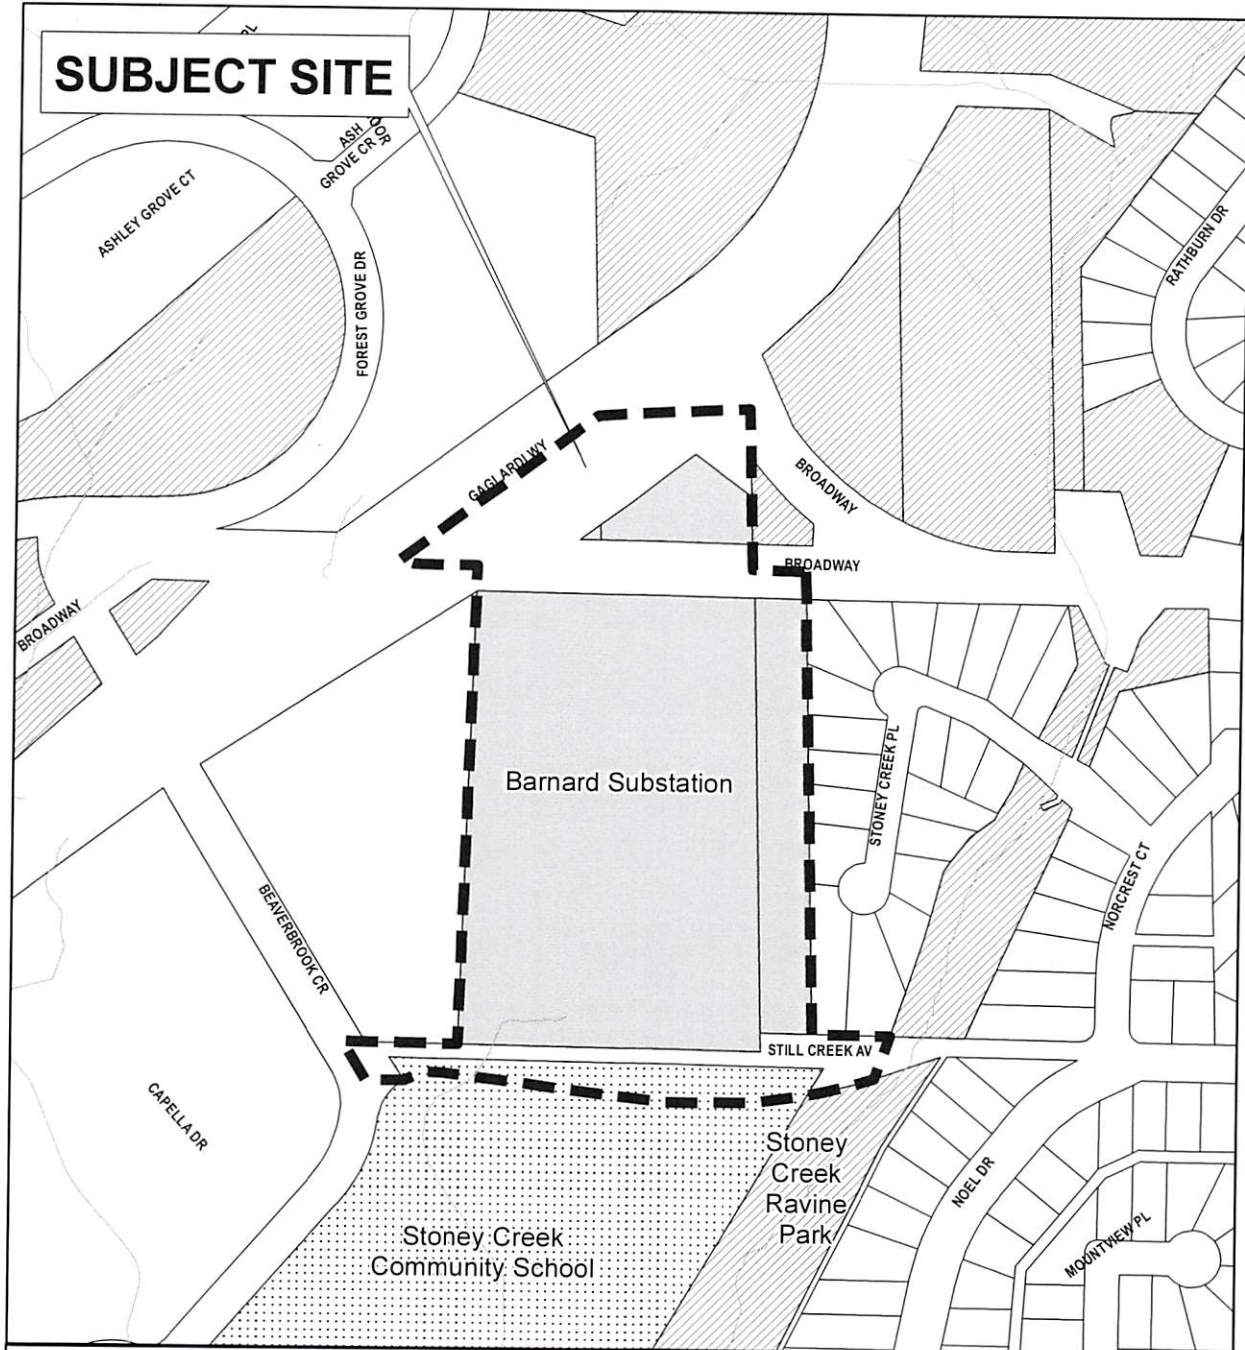 PL
SUBJECT SITE
ASH
GROVE CR
ASHLEY GROVE CT
RATHBURN DR
FOREST GROVE DR
GAGLARDI WY
BROADWAY
BROADWAY
BROADWAY
STONEY CREEK PL
Barnard Substation
NORCREST CT
BEAVERBROOK CR
STILL CREEK AV
CAPELLA DR
Stoney
Creek
Ravine
Park
NOEL DR
Stoney Creek
Community School
MOUNTVIEW PL